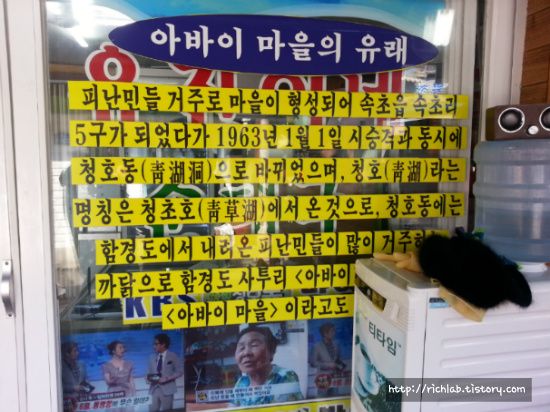 아바이 마을의 유래
피난민들 거주로 마을이 형성되어 속초읍 속초리
5구가 되었다가 1963년 1월 1일 시승격과 동시에
청호동(靑湖洞)으로 바뀌었으며, 청호(靑湖)라는
명칭은 청초호(靑草湖)에서 온것으로, 청호동에는
함경도에서 내려온 피난민들이 많이 거주하
까닭으로 함경도 사투리 <아바이
<아바이 마을> 이라고도
KBS
티타임
http://richlab.tistory.com